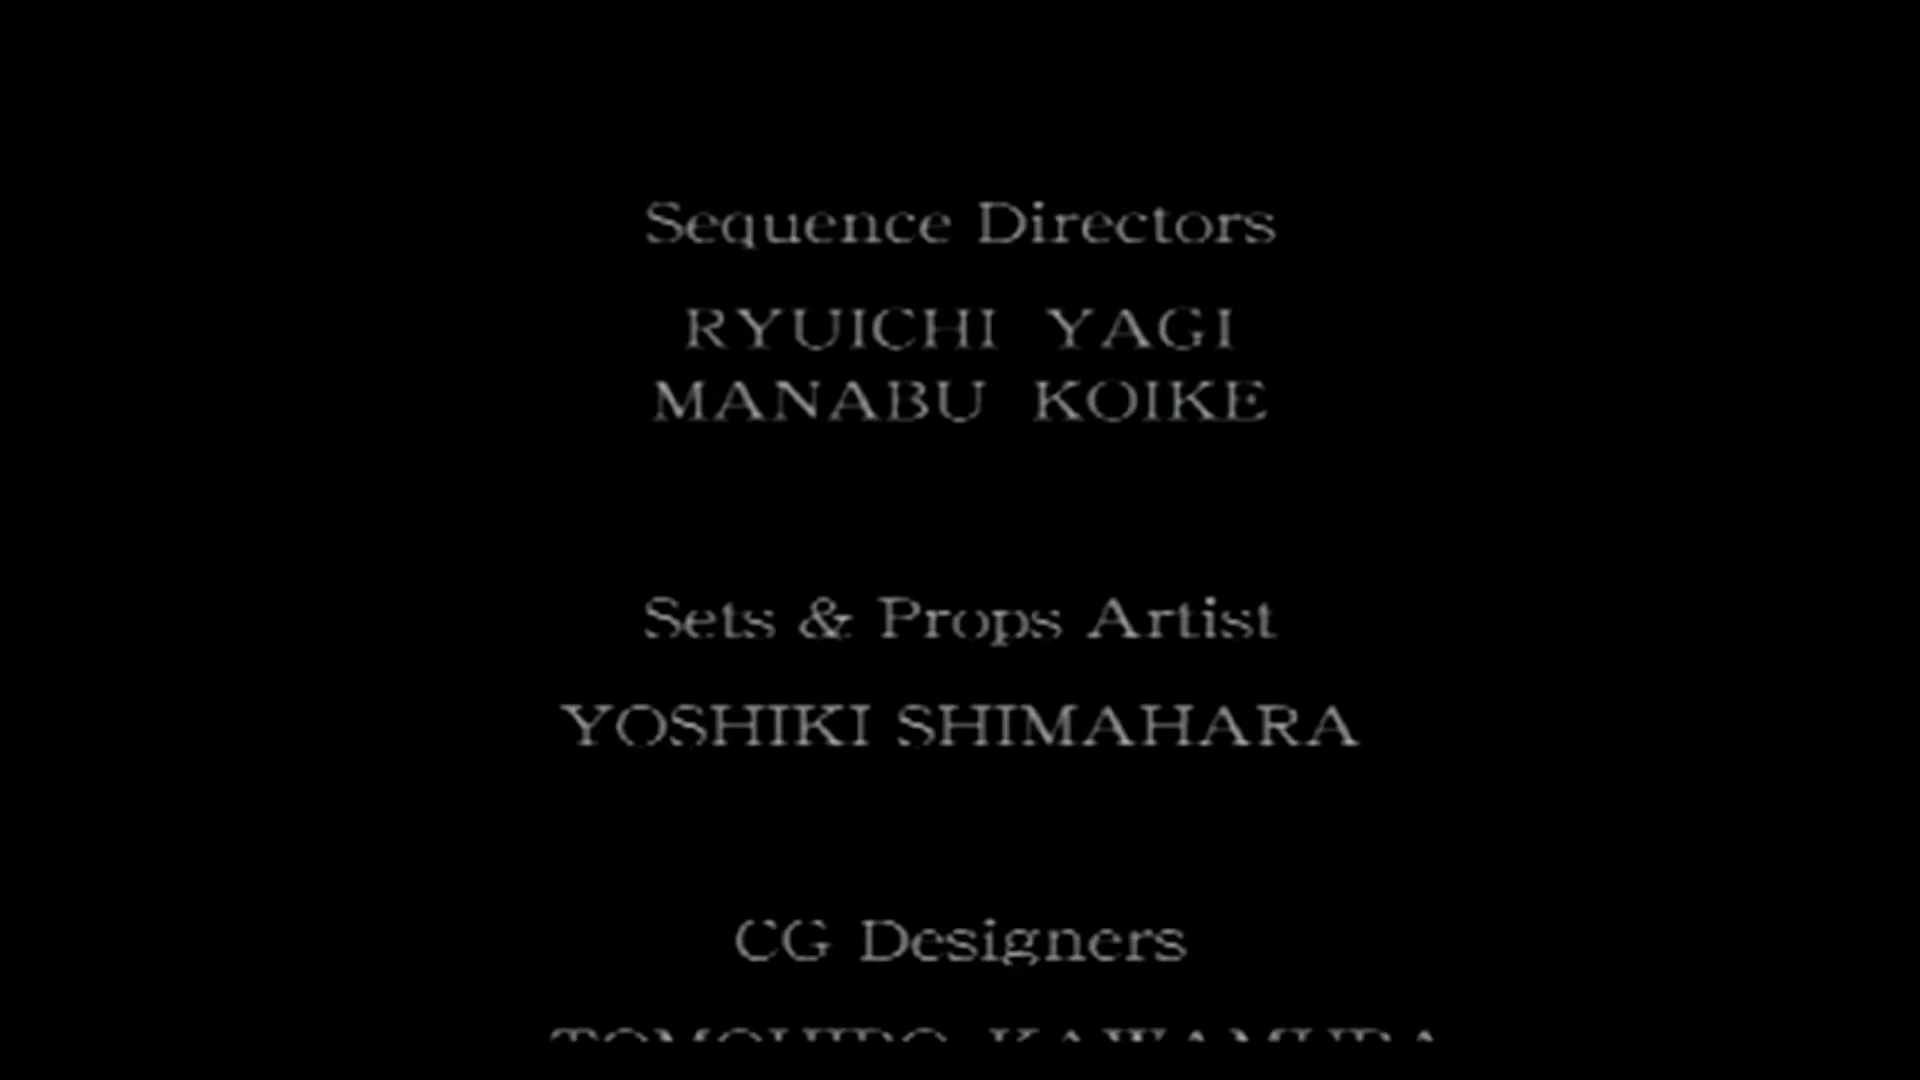 Sequence Directors
RYUICHI YAGI
MANABU KOIKE
Sets & Props Artist
YOSHIKI SHIMAHARA
CG Designers